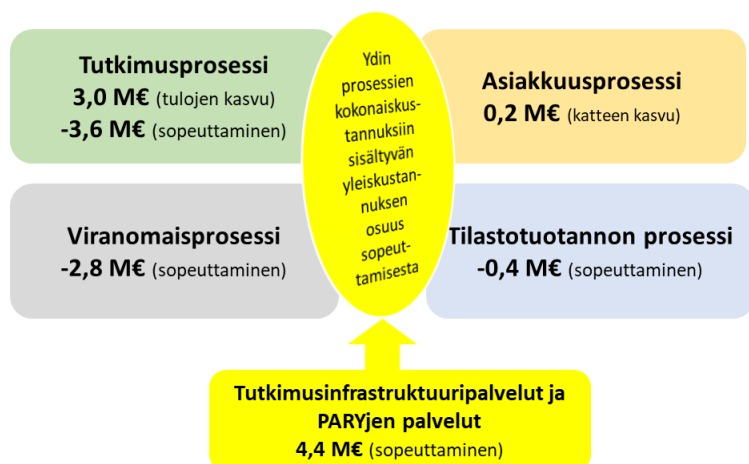 Tutkimusprosessi
3,0 M€ (tulojen kasvu)
-3,6 M€ (sopeuttaminen)
Ydin
prosessien
kokonaiskus-
tannuksiin
sisältyvän
yleiskustan-
nuksen
osuus
sopeut-
tamisesta
Asiakkuusprosessi
0,2 M€ (katteen kasvu)
Viranomaisprosessi
-2,8 M€ (sopeuttaminen)
Tilastotuotannon prosessi
-0,4 M€ (sopeuttaminen)
Tutkimusinfrastruktuuripalvelut ja
PARYjen palvelut
4,4 M€ (sopeuttaminen)